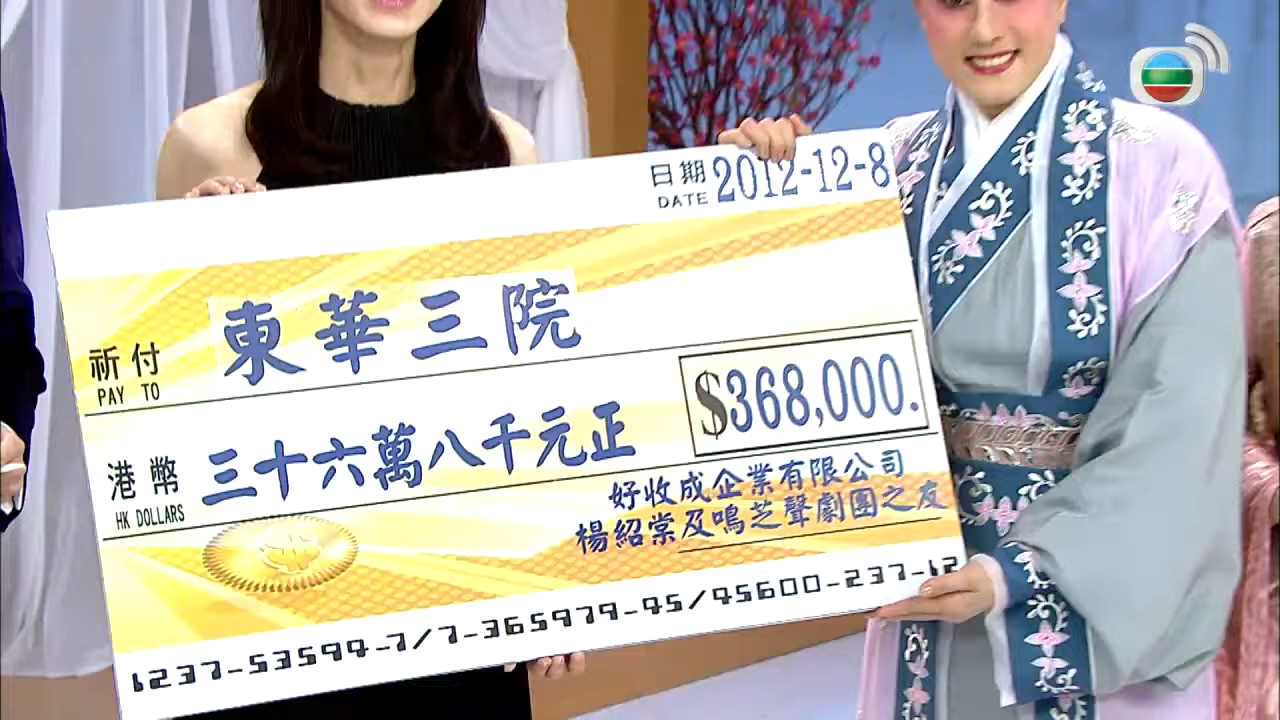 日期 2012-12-8
DATE
祈付 東華三院
PAY TO
港幣 三十六萬八千元正 $368,000.
HK DOLLARS
好收成企業有限公司
楊紹棠及鳴芝聲劇團之友
1237-53594-7/7-365979-45/45600-237-12